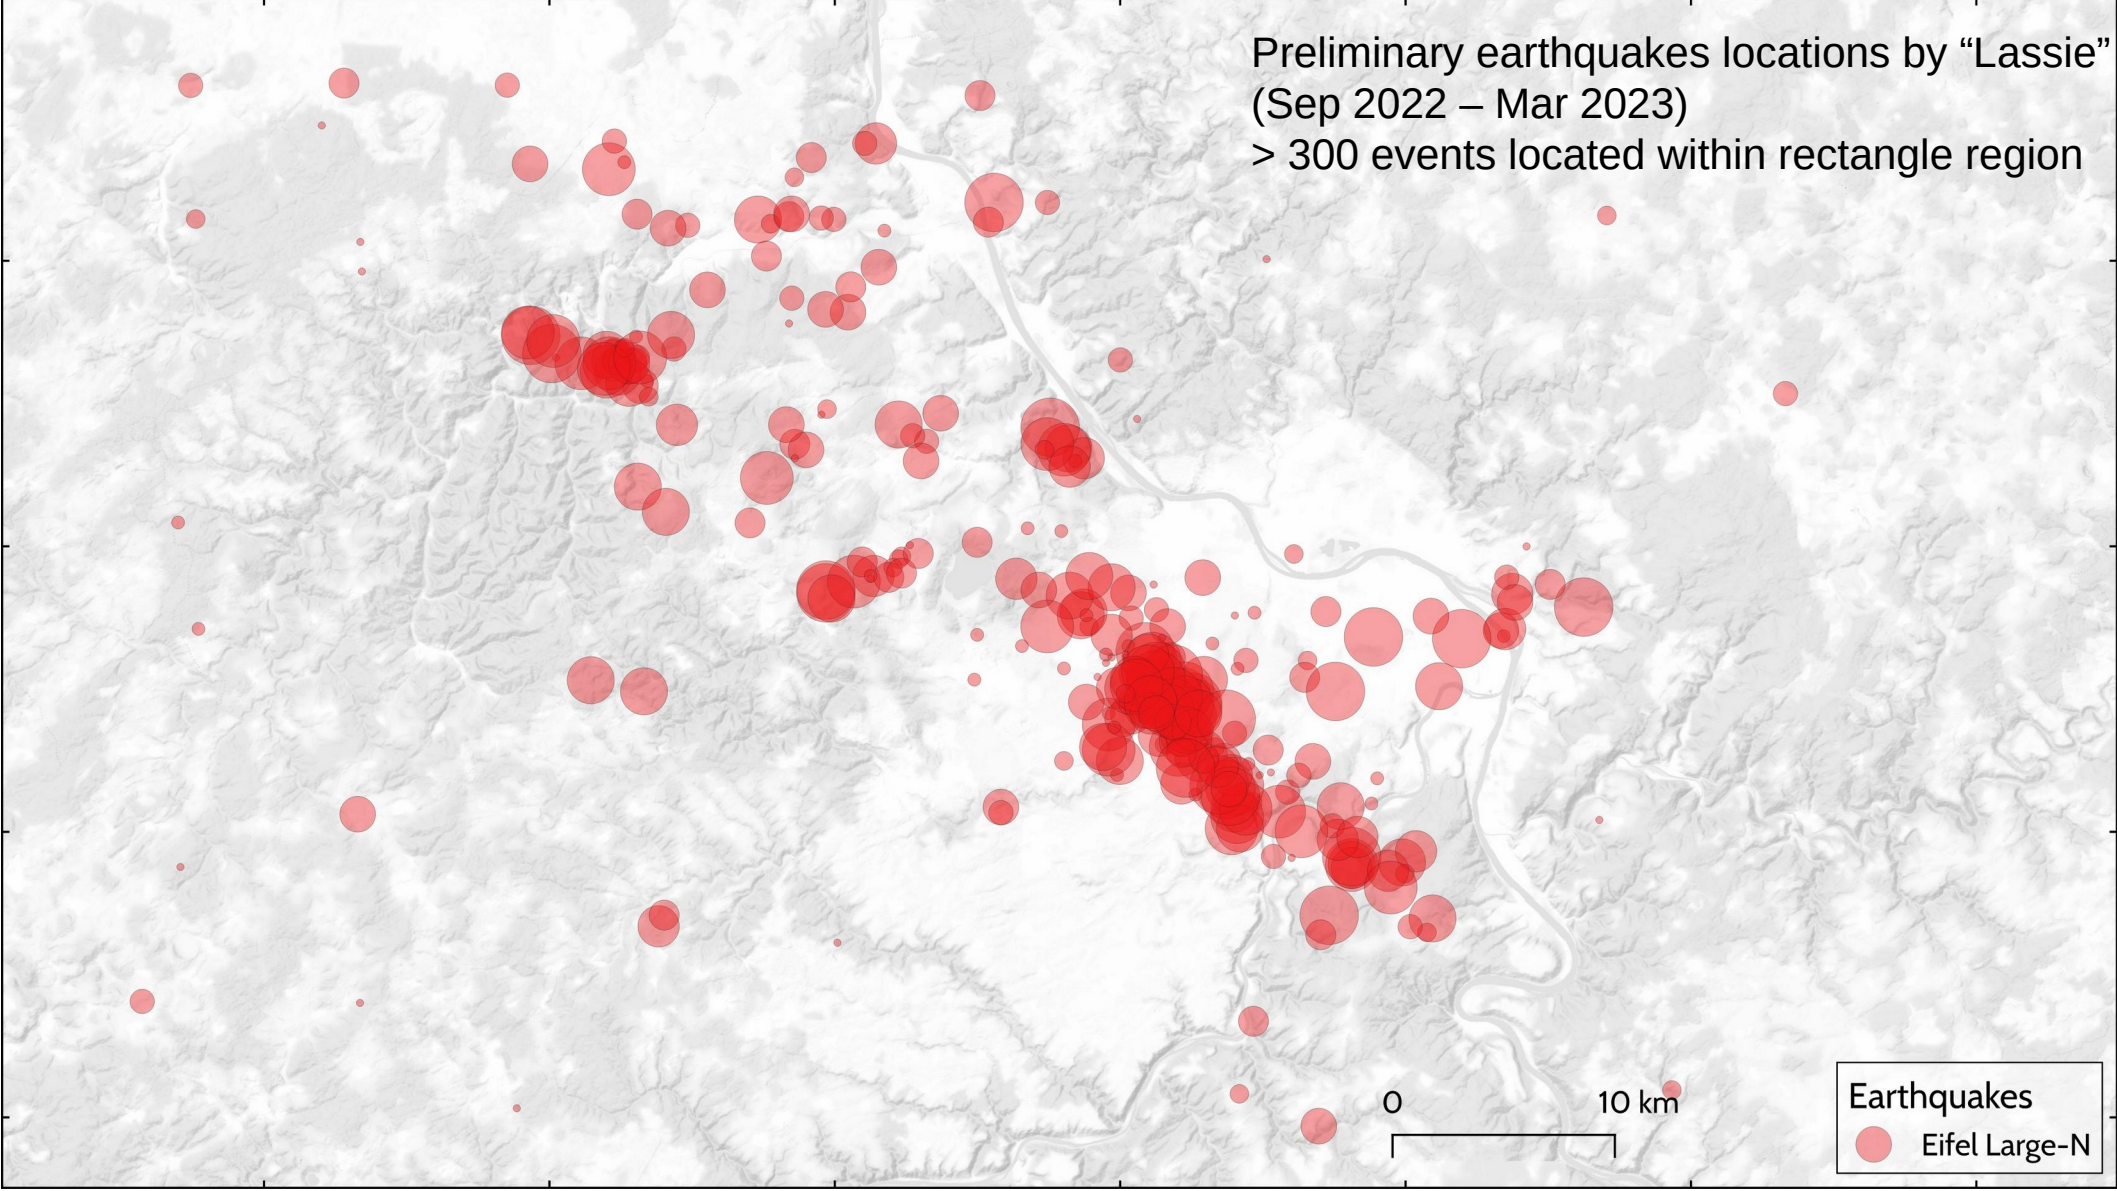 Preliminary earthquakes locations by “Lassie”
(Sep 2022 – Mar 2023)
> 300 events located within rectangle region
0 10 km
Earthquakes
Eifel Large-N